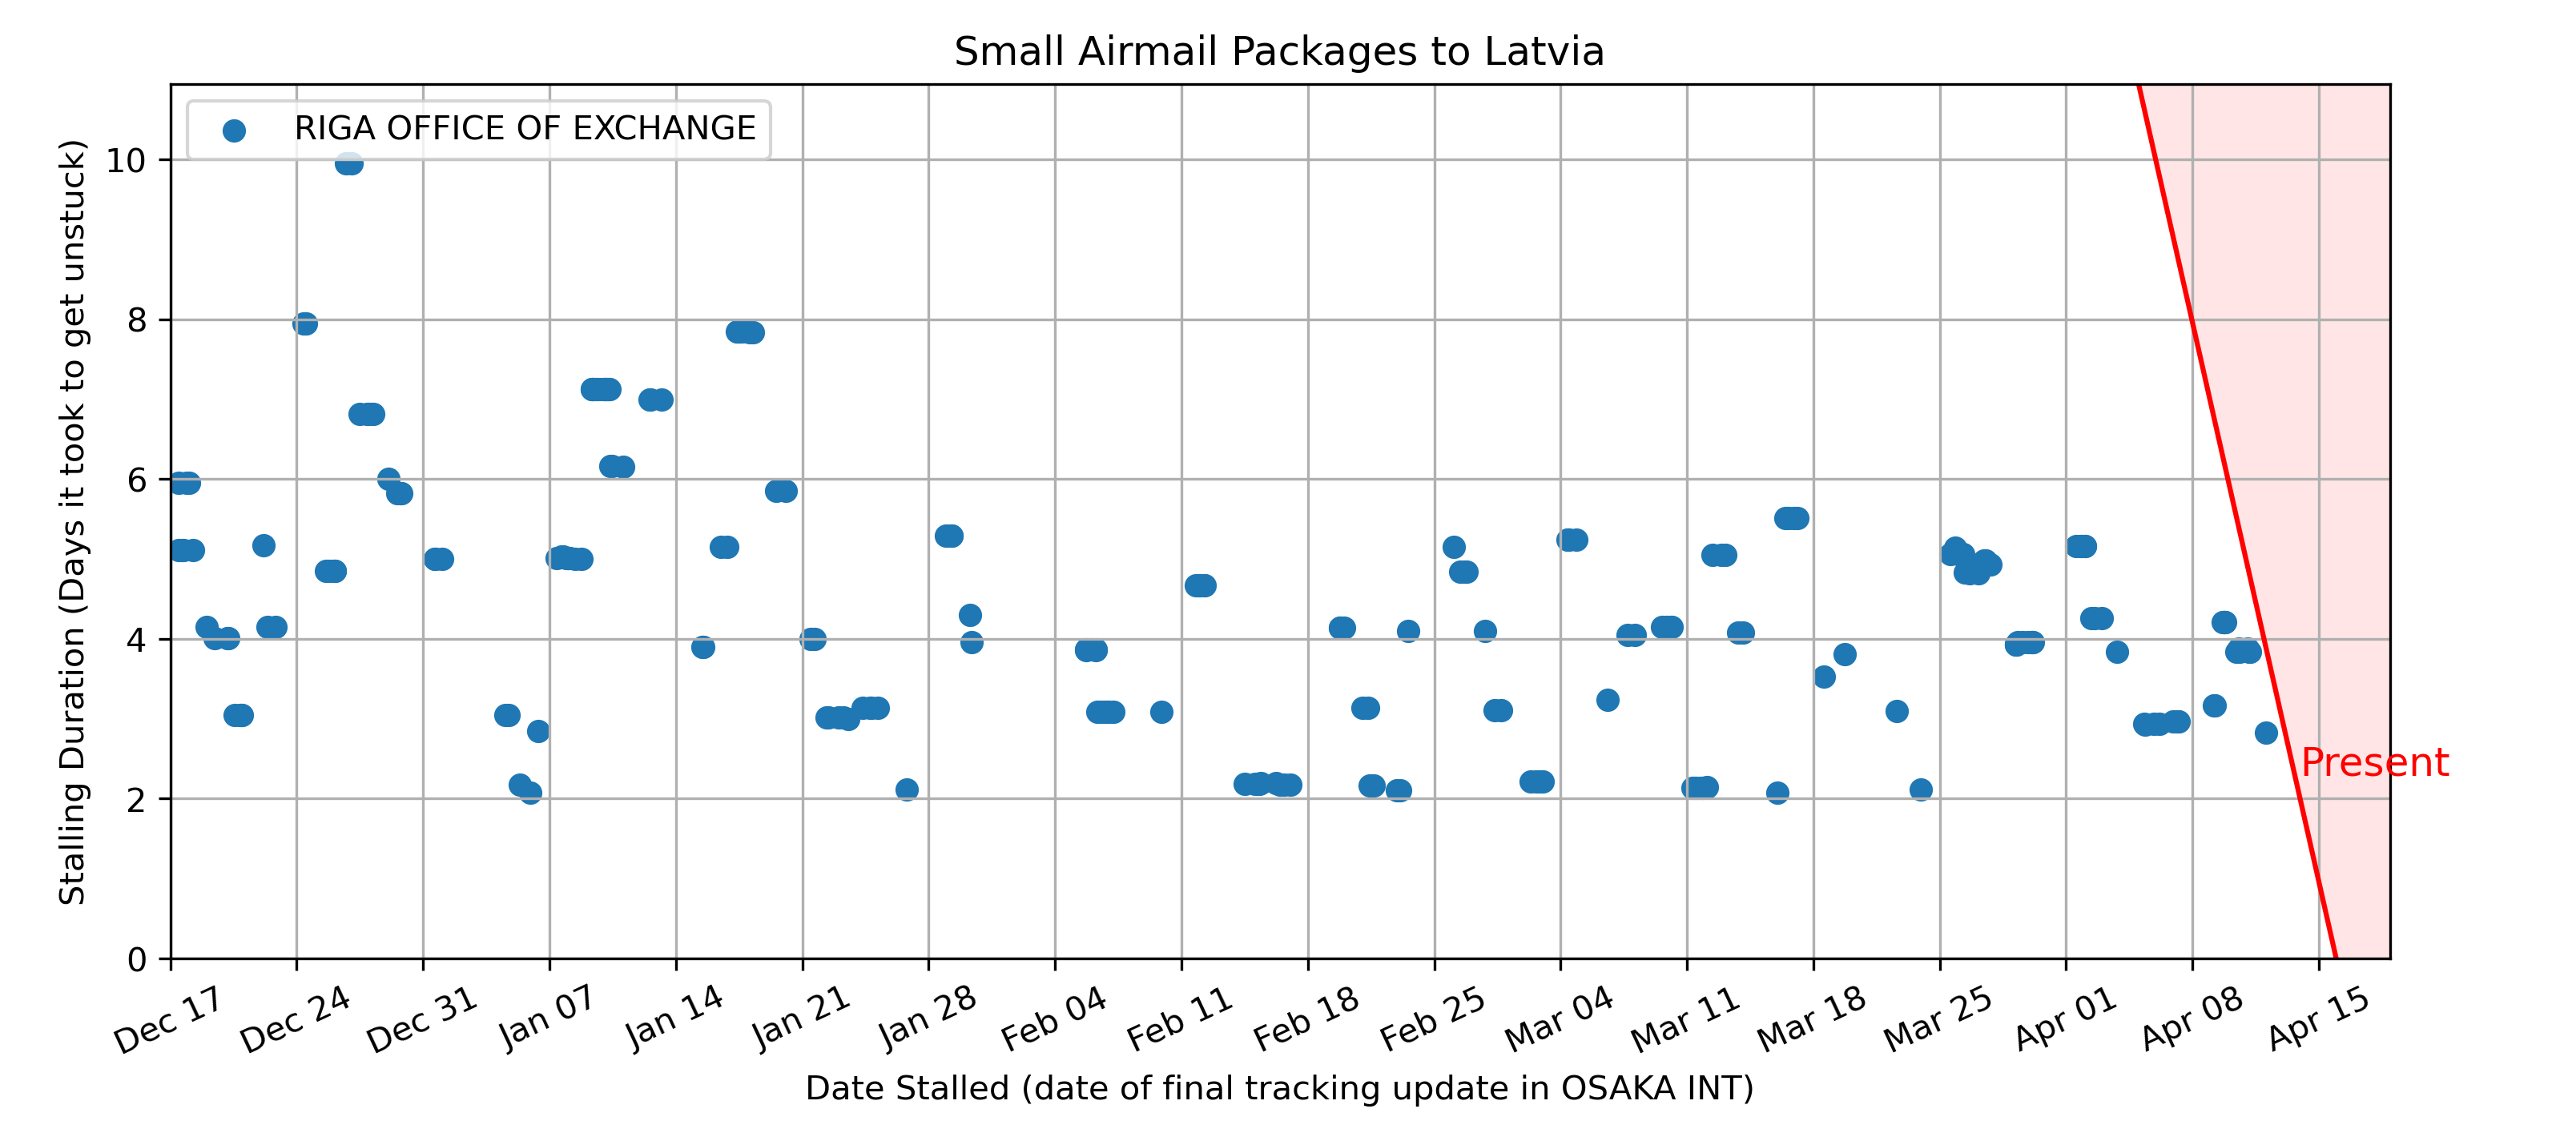 Small Airmail Packages to Latvia
RIGA OFFICE OF EXCHANGE
Stalling Duration (Days it took to get unstuck)
10
8
6
4
2
0
Present
Dec 17
Dec 24
Dec 31
Jan 07
Jan 14
Jan 21
Jan 28
Feb 04
Feb 11
Feb 18
Feb 25
Mar 04
Mar 11
Mar 18
Mar 25
Apr 01
Apr 08
Apr 15
Date Stalled (date of final tracking update in OSAKA INT)